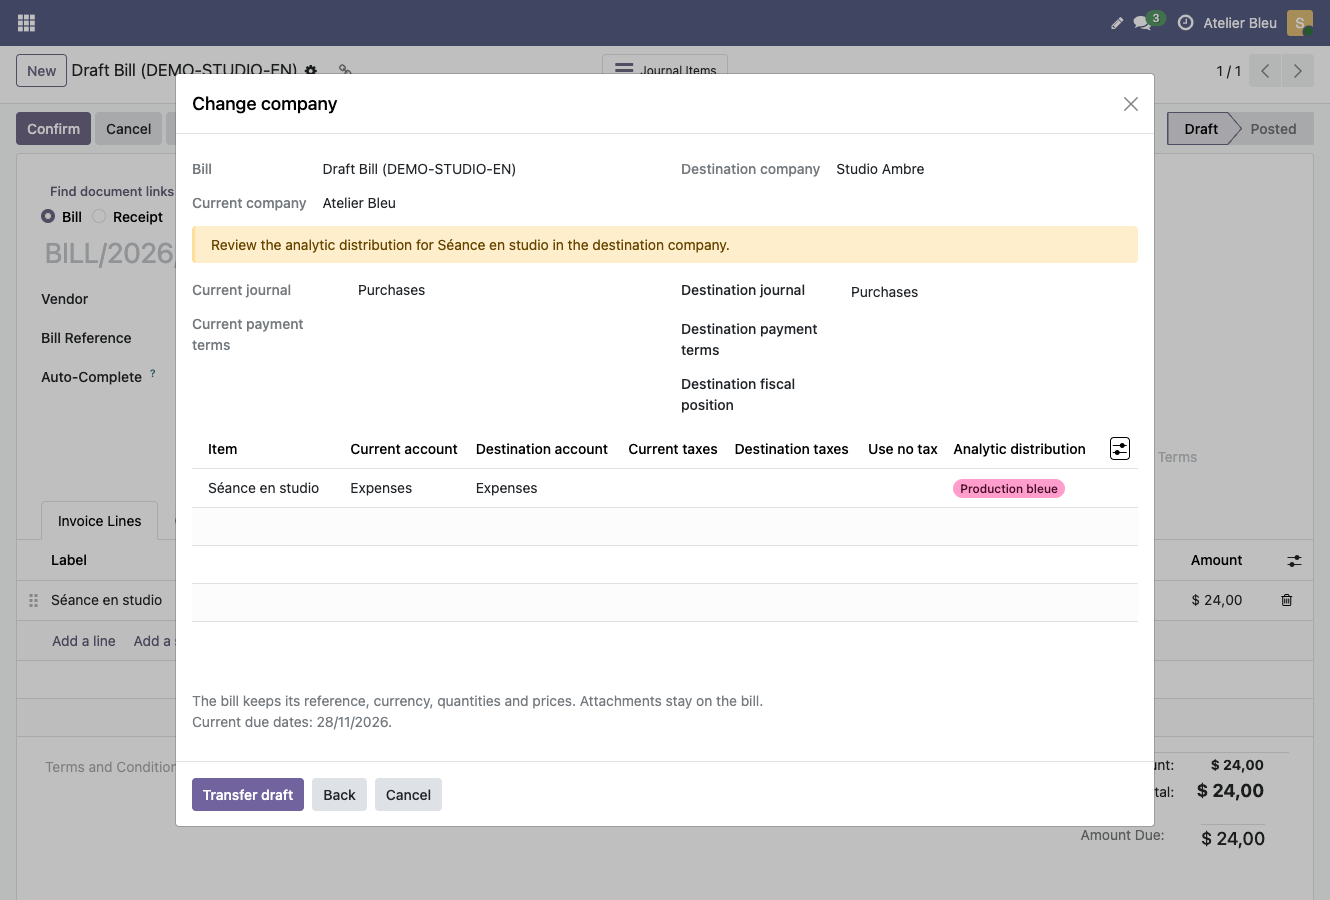 3
Atelier Bleu
S
New
Draft Bill (DEMO-STUDIO-EN)
Journal Items
1 / 1
Confirm
Cancel
Draft
Posted
Find document links
Bill
Receipt
BILL/2026/
Vendor
Bill Reference
Auto-Complete ?
Terms
Invoice Lines
Label
Amount
Séance en studio
$ 24,00
Add a line
Add a
Terms and Condition
$ 24,00
$ 24,00
Amount Due:
$ 24,00
Change company
Bill
Draft Bill (DEMO-STUDIO-EN)
Destination company
Studio Ambre
Current company
Atelier Bleu
Review the analytic distribution for Séance en studio in the destination company.
Current journal
Purchases
Destination journal
Purchases
Current payment
terms
Destination payment
terms
Destination fiscal
position
Item
Current account
Destination account
Current taxes
Destination taxes
Use no tax
Analytic distribution
Séance en studio
Expenses
Expenses
Production bleue
The bill keeps its reference, currency, quantities and prices. Attachments stay on the bill.
Current due dates: 28/11/2026.
Transfer draft
Back
Cancel